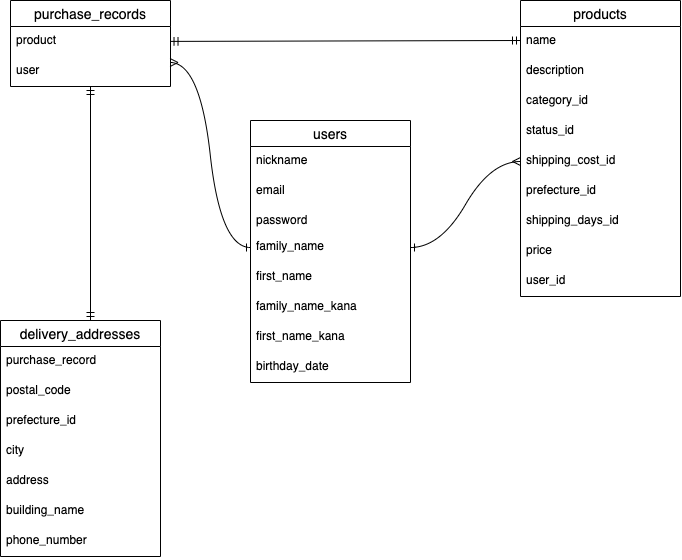 purchase_records
product
user
products
name
description
category_id
status_id
shipping_cost_id
prefecture_id
shipping_days_id
price
user_id
users
nickname
email
password
family_name
first_name
family_name_kana
first_name_kana
birthday_date
delivery_addresses
purchase_record
postal_code
prefecture_id
city
address
building_name
phone_number